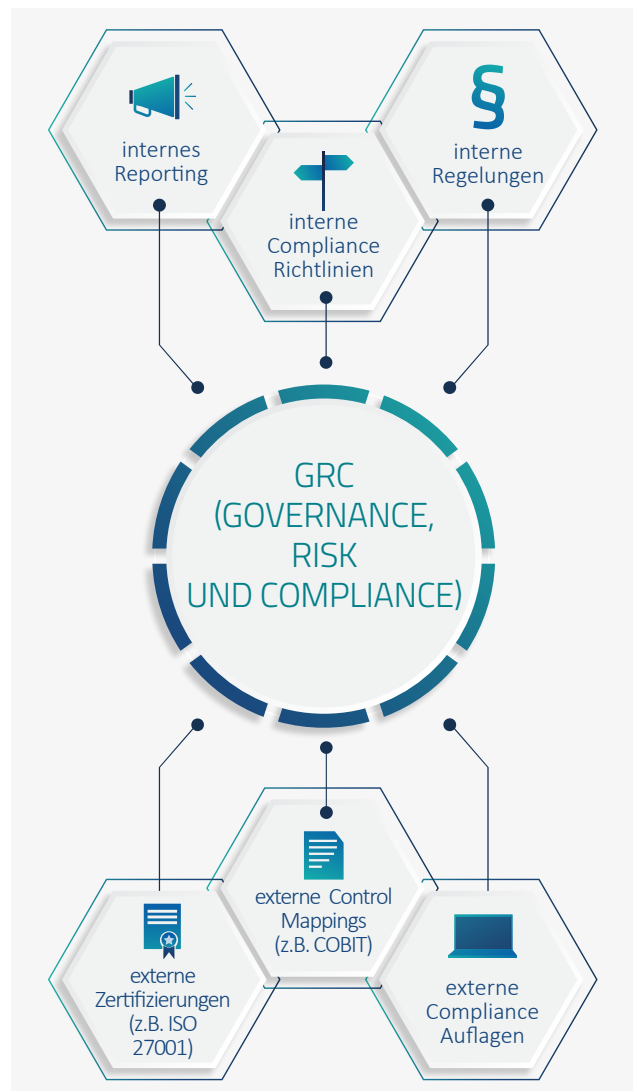 internes
Reporting
§
interne
Regelungen
interne
Compliance
Richtlinien
GRC
(GOVERNANCE,
RISK
UND COMPLIANCE)
externe Control
Mappings
(z.B. COBIT)
externe
Zertifizierungen
(z.B. ISO
27001)
externe
Compliance
Auflagen